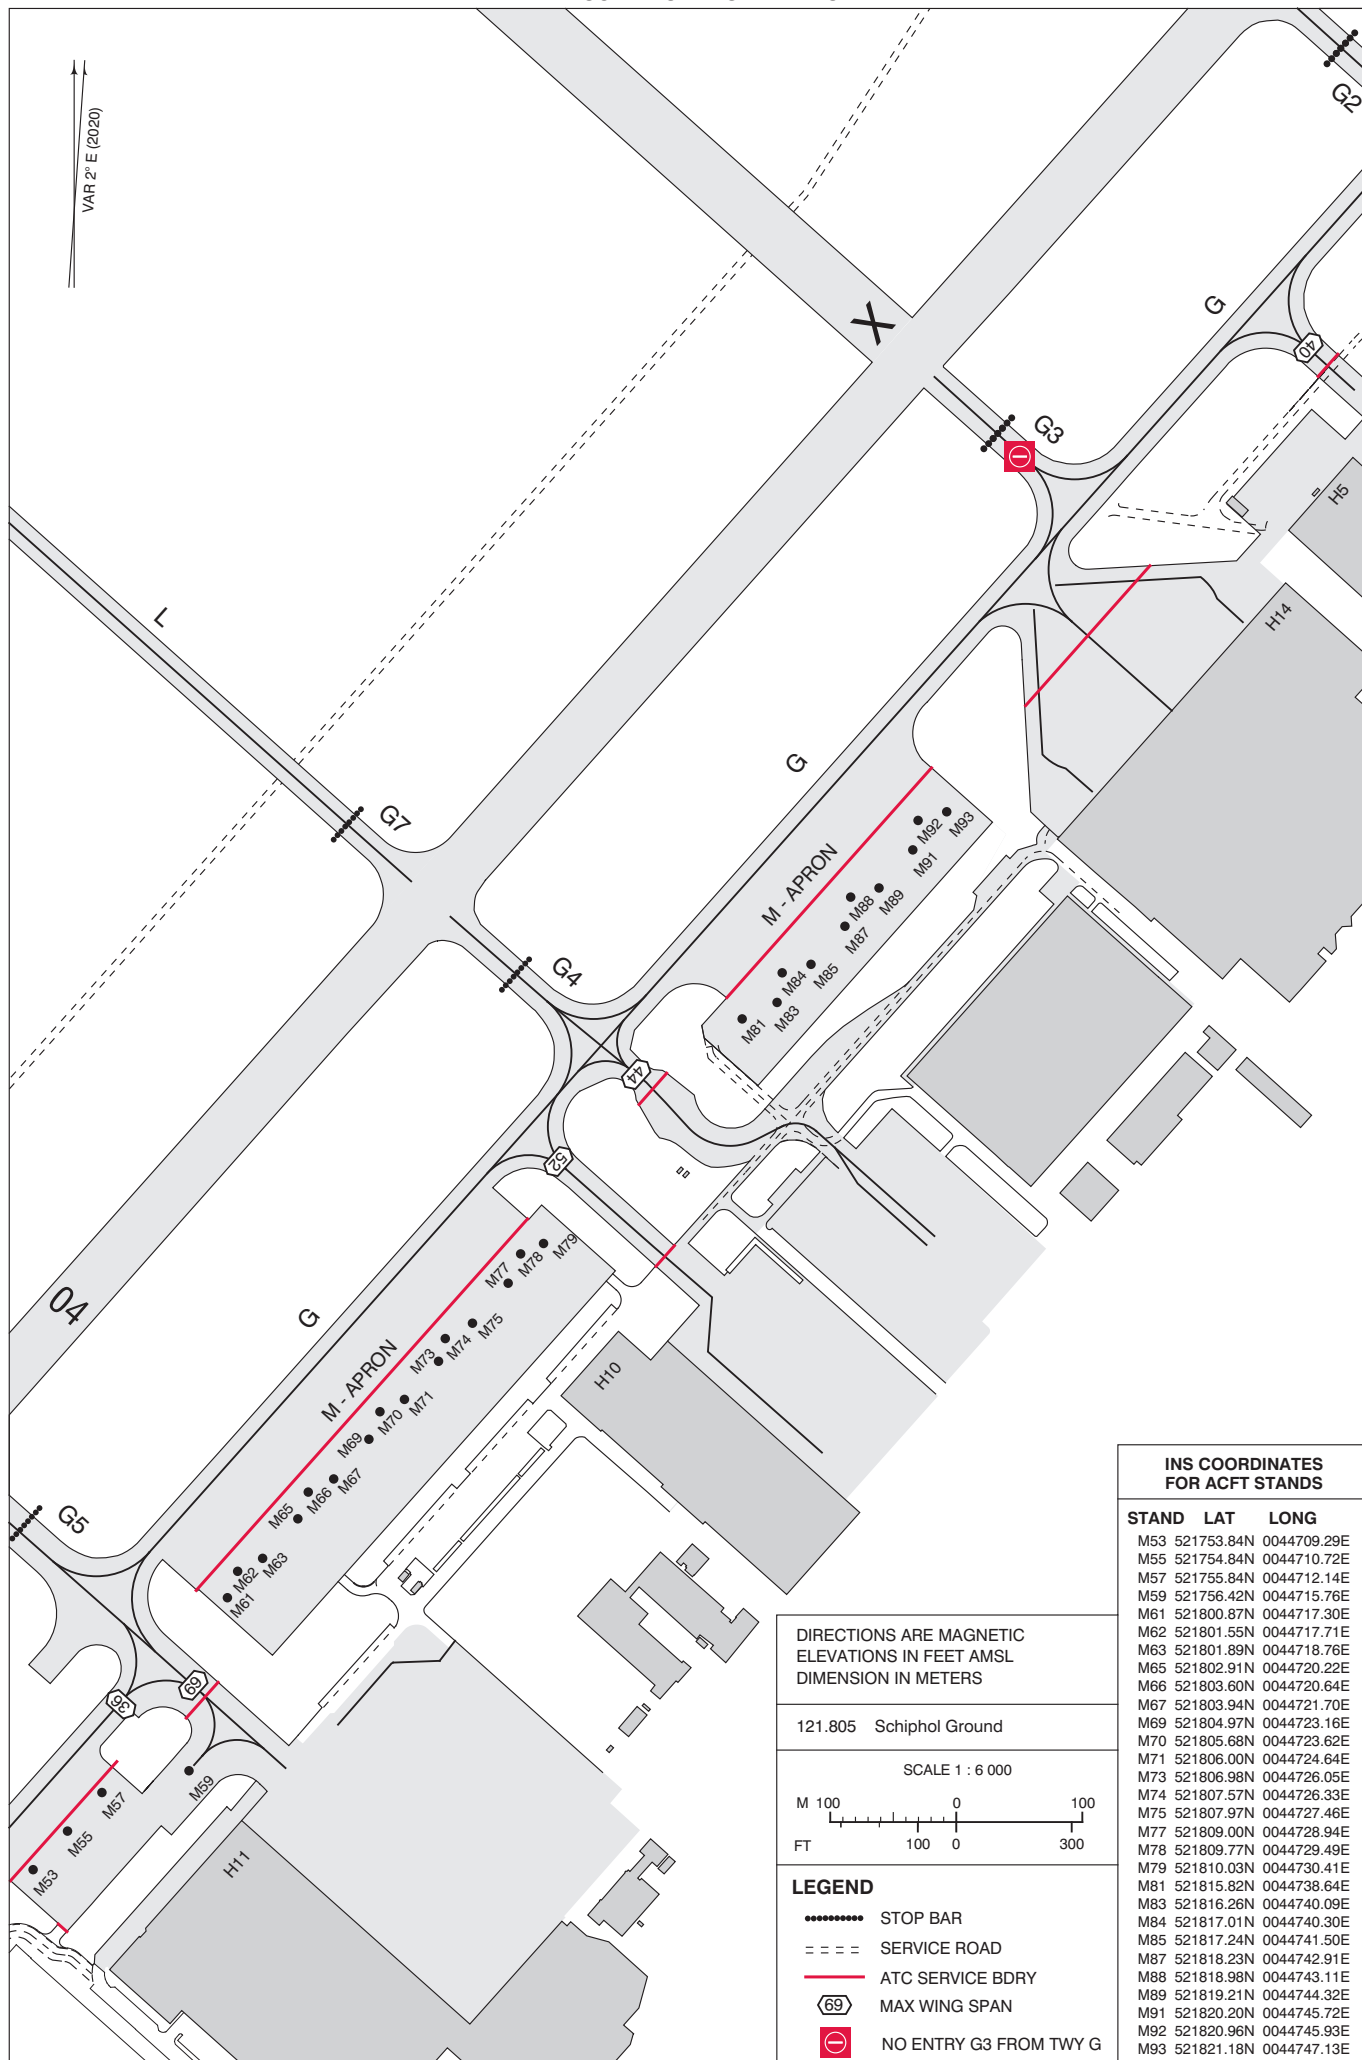 VAR 2° E (2020)
G2
X
G
40
G3
H5
L
H14
G7
G
M - APRON
M92
M93
M91
M88
M89
M87
M84
M85
M83
M81
G4
44
52
04
G
M - APRON
M79
M78
M77
M75
M74
M73
M71
M70
M69
M67
M66
M65
M63
M62
M61
H10
G5
69
36
M59
M57
M55
M53
H11
INS COORDINATES
FOR ACFT STANDS
STAND LAT LONG
M53 521753.84N 0044709.29E
M55 521754.84N 0044710.72E
M57 521755.84N 0044712.14E
M59 521756.42N 0044715.76E
M61 521800.87N 0044717.30E
M62 521801.55N 0044717.71E
M63 521801.89N 0044718.76E
M65 521802.91N 0044720.22E
M66 521803.60N 0044720.64E
M67 521803.94N 0044721.70E
M69 521804.97N 0044723.16E
M70 521805.68N 0044723.62E
M71 521806.00N 0044724.64E
M73 521806.98N 0044726.05E
M74 521807.57N 0044726.33E
M75 521807.97N 0044727.46E
M77 521809.00N 0044728.94E
M78 521809.77N 0044729.49E
M79 521810.03N 0044730.41E
M81 521815.82N 0044738.64E
M83 521816.26N 0044740.09E
M84 521817.01N 0044740.30E
M85 521817.24N 0044741.50E
M87 521818.23N 0044742.91E
M88 521818.98N 0044743.11E
M89 521819.21N 0044744.32E
M91 521820.20N 0044745.72E
M92 521820.96N 0044745.93E
M93 521821.18N 0044747.13E
DIRECTIONS ARE MAGNETIC
ELEVATIONS IN FEET AMSL
DIMENSION IN METERS
121.805 Schiphol Ground
SCALE 1 : 6 000
M 100 0 100
FT 100 0 300
LEGEND
STOP BAR
SERVICE ROAD
ATC SERVICE BDRY
69 MAX WING SPAN
NO ENTRY G3 FROM TWY G